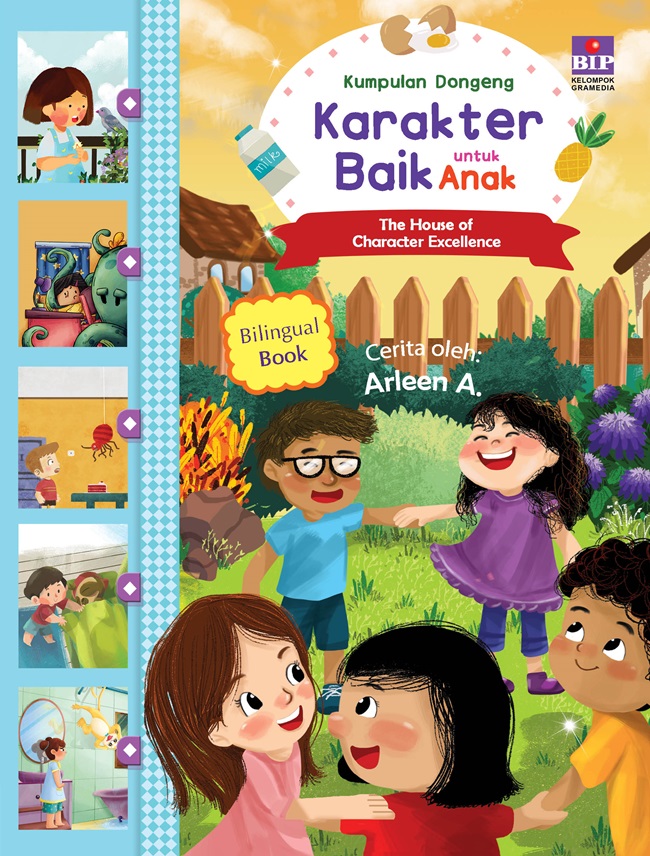 BIP
KELOMPOK
GRAMEDIA
Kumpulan Dongeng
Karakter
Baik untuk Anak
milk
The House of
Character Excellence
Bilingual
Book
Cerita oleh:
Arleen A.